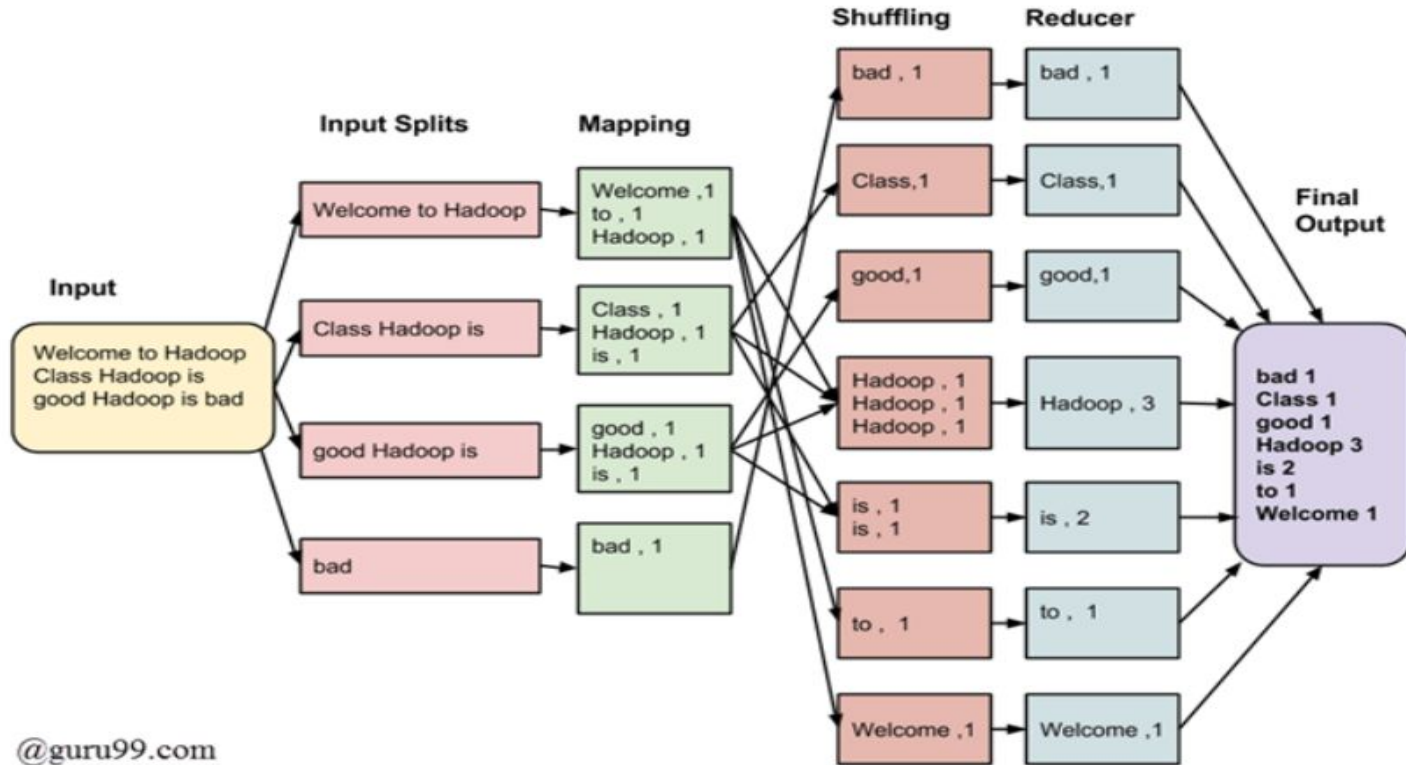 Shuffling
Reducer
Input Splits
Mapping
Final
Output
Input
Welcome to Hadoop
Class Hadoop is
good Hadoop is bad
Welcome to Hadoop
Class Hadoop is
good Hadoop is
bad
Welcome ,1
to , 1
Hadoop , 1
Class , 1
Hadoop , 1
is , 1
good , 1
Hadoop , 1
is , 1
bad , 1
bad , 1
Class,1
good,1
Hadoop , 1
Hadoop , 1
Hadoop , 1
is , 1
is , 1
to , 1
Welcome ,1
bad , 1
Class,1
good,1
Hadoop , 3
is , 2
to , 1
Welcome ,1
bad 1
Class 1
good 1
Hadoop 3
is 2
to 1
Welcome 1
@guru99.com